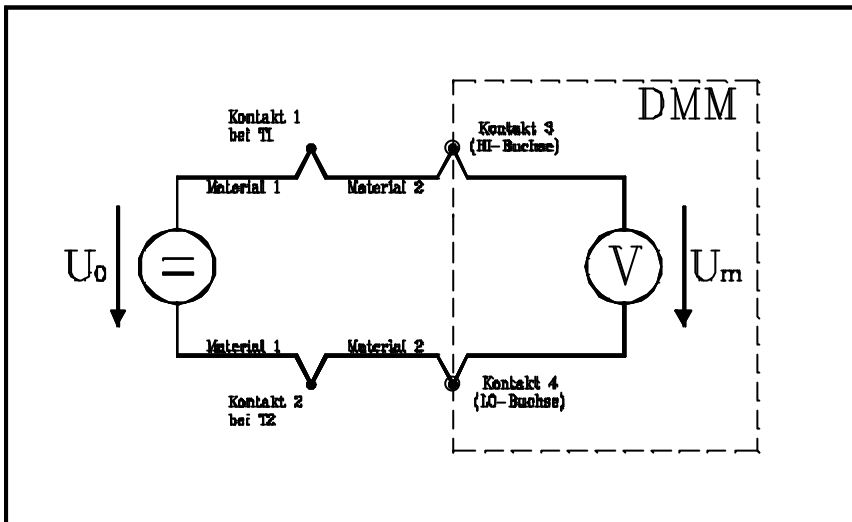 DMM
Kontakt 1
bei T1
Kontakt 3
(HI-Buchse)
Material 1
Material 2
U0
=
V
Um
Material 1
Material 2
Kontakt 2
bei T2
Kontakt 4
(LO-Buchse)